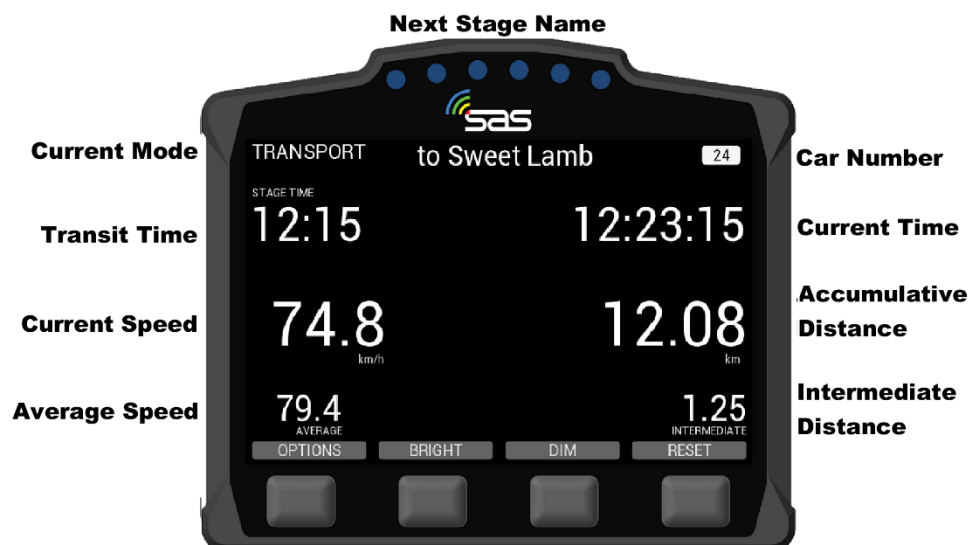 Next Stage Name
sas
Current Mode
TRANSPORT
to Sweet Lamb
24
Car Number
STAGE TIME
Transit Time
12:15
12:23:15
Current Time
Current Speed
74.8
km/h
12.08
km
Accumulative
Distance
Average Speed
79.4
AVERAGE
1.25
INTERMEDIATE
Intermediate
Distance
OPTIONS
BRIGHT
DIM
RESET